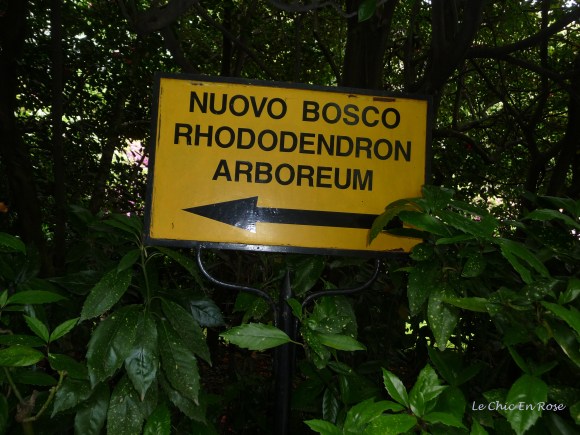 NUOVO BOSCO
RHODODENDRON
ARBOREUM
Le Chic En Rose